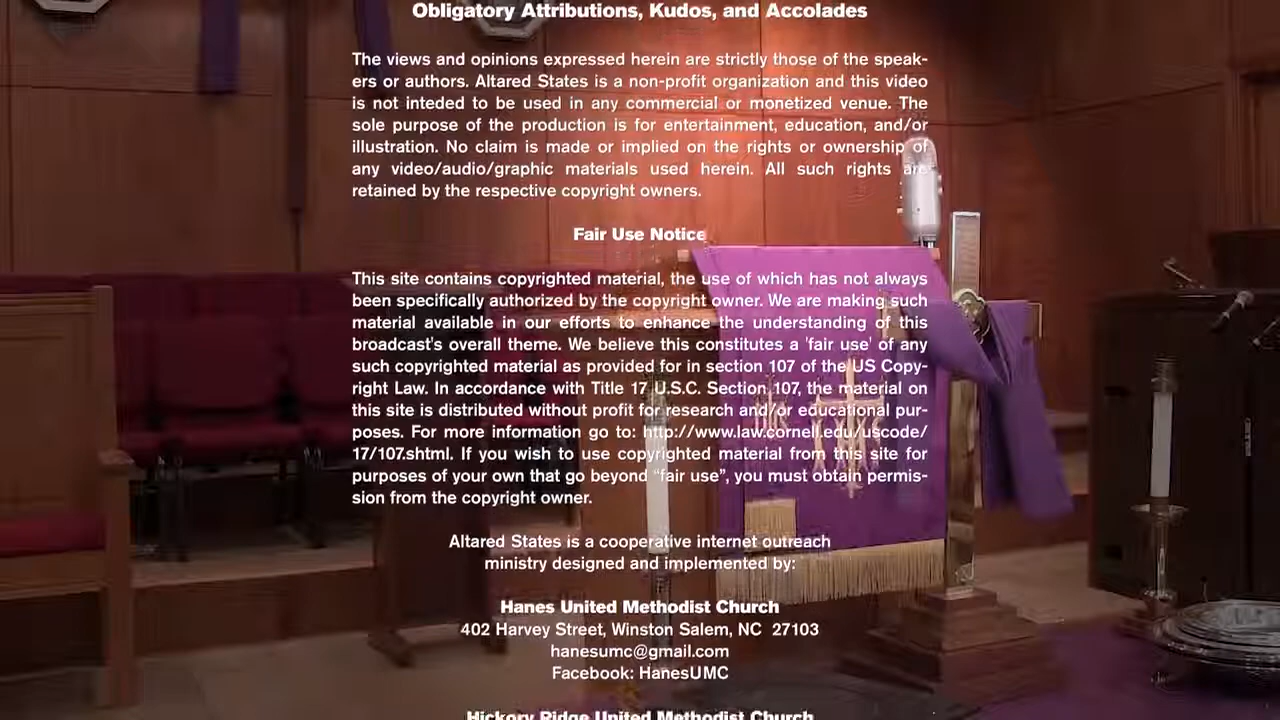 Obligatory Attributions, Kudos, and Accolades
The views and opinions expressed herein are strictly those of the speak-
ers or authors. Altared States is a non-profit organization and this video
is not inteded to be used in any commercial or monetized venue. The
sole purpose of the production is for entertainment, education, and/or
illustration. No claim is made or implied on the rights or ownership of
any video/audio/graphic materials used herein. All such rights are
retained by the respective copyright owners.
Fair Use Notice
This site contains copyrighted material, the use of which has not always
been specifically authorized by the copyright owner. We are making such
material available in our efforts to enhance the understanding of this
broadcast's overall theme. We believe this constitutes a 'fair use' of any
such copyrighted material as provided for in section 107 of the US Copy-
right Law. In accordance with Title 17 U.S.C. Section 107, the material on
this site is distributed without profit for research and/or educational pur-
poses. For more information go to: http://www.law.cornell.edu/uscode/
17/107.shtml. If you wish to use copyrighted material from this site for
purposes of your own that go beyond "fair use", you must obtain permis-
sion from the copyright owner.
Altared States is a cooperative internet outreach
ministry designed and implemented by:
Hanes United Methodist Church
402 Harvey Street, Winston Salem, NC 27103
hanesumc@gmail.com
Facebook: HanesUMC
Hickory Ridge United Methodist Church